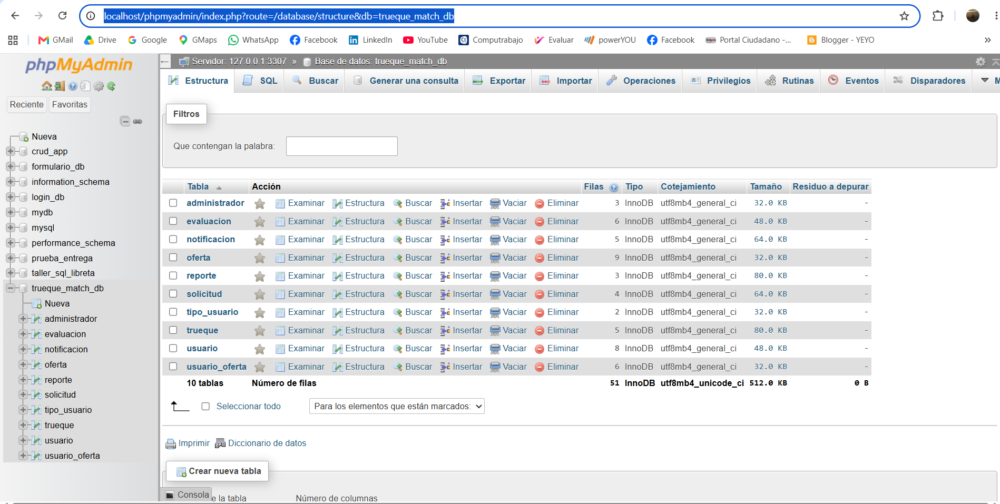 localhost/phpmyadmin/index.php?route=/database/structure&db=trueque_match_db
GMail Drive Google GMaps WhatsApp Facebook LinkedIn YouTube Computrabajo Evaluar powerYOU Facebook Portal Ciudadano -... Blogger - YEYO
phpMyAdmin
Reciente Favoritas
Nueva
crud_app
formulario_db
information_schema
login_db
mydb
mysql
performance_schema
prueba_entrega
taller_sql_libreta
trueque_match_db
Nueva
administrador
evaluacion
notificacion
oferta
reporte
solicitud
tipo_usuario
trueque
usuario
usuario_oferta
Servidor: 127.0.0.1:3307 » Base de datos: trueque_match_db
Estructura SQL Buscar Generar una consulta Exportar Importar Operaciones Privilegios Rutinas Eventos Disparadores M
Filtros
Que contengan la palabra:
Tabla Acción Filas Tipo Cotejamiento Tamaño Residuo a depurar
administrador Examinar Estructura Buscar Insertar Vaciar Eliminar 3 InnoDB utf8mb4_general_ci 32.0 KB -
evaluacion Examinar Estructura Buscar Insertar Vaciar Eliminar 6 InnoDB utf8mb4_general_ci 48.0 KB -
notificacion Examinar Estructura Buscar Insertar Vaciar Eliminar 5 InnoDB utf8mb4_general_ci 64.0 KB -
oferta Examinar Estructura Buscar Insertar Vaciar Eliminar 9 InnoDB utf8mb4_general_ci 32.0 KB -
reporte Examinar Estructura Buscar Insertar Vaciar Eliminar 3 InnoDB utf8mb4_general_ci 80.0 KB -
solicitud Examinar Estructura Buscar Insertar Vaciar Eliminar 4 InnoDB utf8mb4_general_ci 64.0 KB -
tipo_usuario Examinar Estructura Buscar Insertar Vaciar Eliminar 2 InnoDB utf8mb4_general_ci 32.0 KB -
trueque Examinar Estructura Buscar Insertar Vaciar Eliminar 5 InnoDB utf8mb4_general_ci 80.0 KB -
usuario Examinar Estructura Buscar Insertar Vaciar Eliminar 8 InnoDB utf8mb4_general_ci 48.0 KB -
usuario_oferta Examinar Estructura Buscar Insertar Vaciar Eliminar 6 InnoDB utf8mb4_general_ci 32.0 KB -
10 tablas Número de filas 51 InnoDB utf8mb4_unicode_ci 512.0 KB 0 B
Seleccionar todo Para los elementos que están marcados:
Imprimir Diccionario de datos
Crear nueva tabla
Consola e la tabla Número de columnas